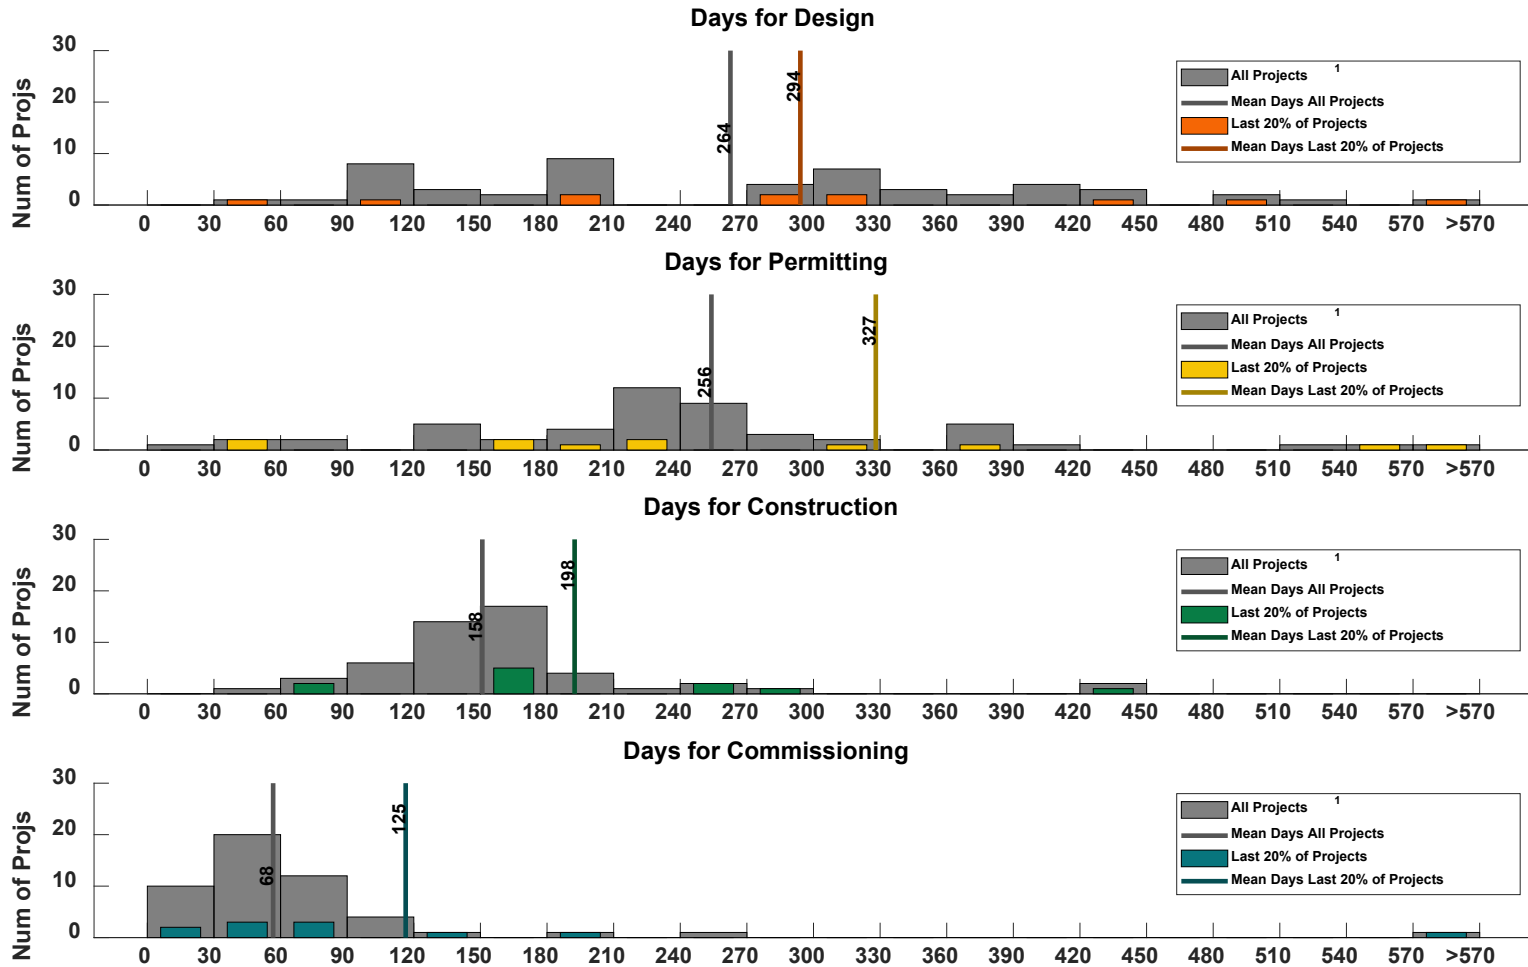 Days for Design
Num of Projs
30
20
10
0
264
294
All Projects 1
Mean Days All Projects
Last 20% of Projects
Mean Days Last 20% of Projects
0 30 60 90 120 150 180 210 240 270 300 330 360 390 420 450 480 510 540 570 >570
Days for Permitting
Num of Projs
30
20
10
0
256
327
All Projects 1
Mean Days All Projects
Last 20% of Projects
Mean Days Last 20% of Projects
0 30 60 90 120 150 180 210 240 270 300 330 360 390 420 450 480 510 540 570 >570
Days for Construction
Num of Projs
30
20
10
0
158
198
All Projects 1
Mean Days All Projects
Last 20% of Projects
Mean Days Last 20% of Projects
0 30 60 90 120 150 180 210 240 270 300 330 360 390 420 450 480 510 540 570 >570
Days for Commissioning
Num of Projs
30
20
10
0
68
125
All Projects 1
Mean Days All Projects
Last 20% of Projects
Mean Days Last 20% of Projects
0 30 60 90 120 150 180 210 240 270 300 330 360 390 420 450 480 510 540 570 >570